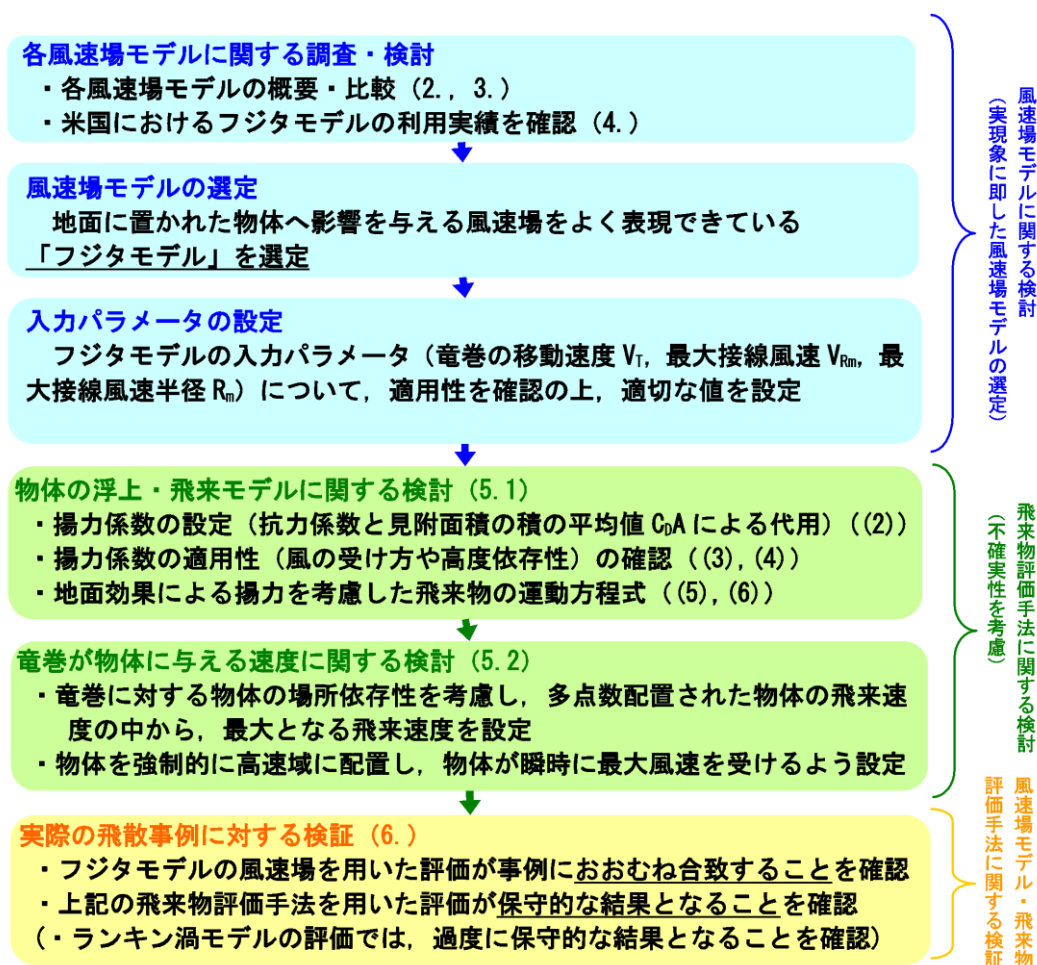 各風速場モデルに関する調査・検討
・各風速場モデルの概要・比較（2.，3.）
・米国におけるフジタモデルの利用実績を確認（4.）
風速場モデルの選定
地面に置かれた物体へ影響を与える風速場をよく表現できている
「フジタモデル」を選定
入力パラメータの設定
フジタモデルの入力パラメータ（竜巻の移動速度 VT，最大接線風速 VRm，最
大接線風速半径 Rm）について，適用性を確認の上，適切な値を設定
風速場モデルに関する検討
（実現象に即した風速場モデルの選定）
物体の浮上・飛来モデルに関する検討（5.1）
・揚力係数の設定（抗力係数と見附面積の積の平均値 CDA による代用）（(2)）
・揚力係数の適用性（風の受け方や高度依存性）の確認（(3),(4)）
・地面効果による揚力を考慮した飛来物の運動方程式（(5),(6)）
竜巻が物体に与える速度に関する検討（5.2）
・竜巻に対する物体の場所依存性を考慮し，多点数配置された物体の飛来速
度の中から，最大となる飛来速度を設定
・物体を強制的に高速域に配置し，物体が瞬時に最大風速を受けるよう設定
飛来物評価手法に関する検討
（不確実性を考慮）
実際の飛散事例に対する検証（6.）
・フジタモデルの風速場を用いた評価が事例におおむね合致することを確認
・上記の飛来物評価手法を用いた評価が保守的な結果となることを確認
（・ランキン渦モデルの評価では，過度に保守的な結果となることを確認）
風速場モデル・飛来物
評価手法に関する検証